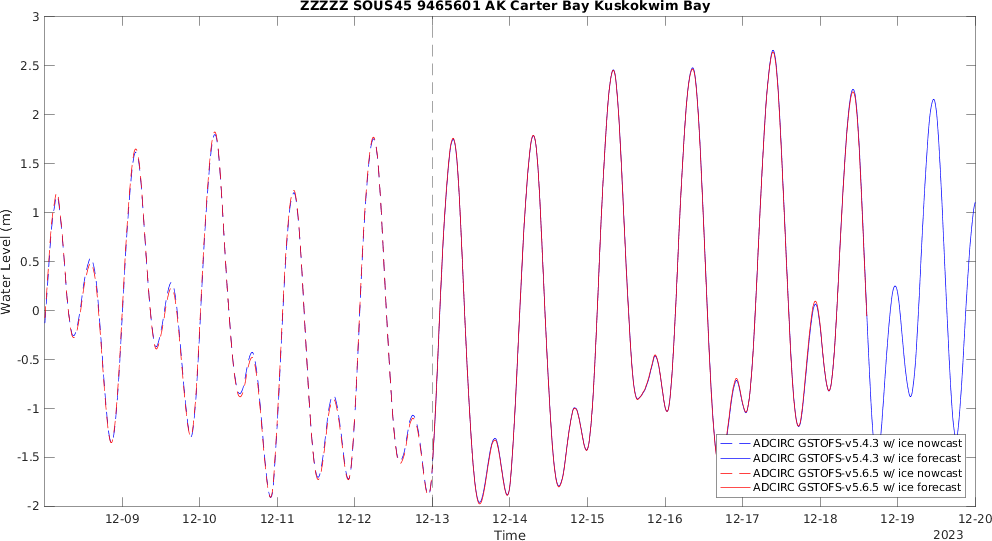 ZZZZZ SOUS45 9465601 AK Carter Bay Kuskokwim Bay
3
2.5
2
1.5
1
0.5
0
-0.5
-1
-1.5
-2
Water Level (m)
ADCIRC GSTOFS-v5.4.3 w/ ice nowcast
ADCIRC GSTOFS-v5.4.3 w/ ice forecast
ADCIRC GSTOFS-v5.6.5 w/ ice nowcast
ADCIRC GSTOFS-v5.6.5 w/ ice forecast
12-09 12-10 12-11 12-12 12-13 12-14 12-15 12-16 12-17 12-18 12-19 12-20
Time
2023